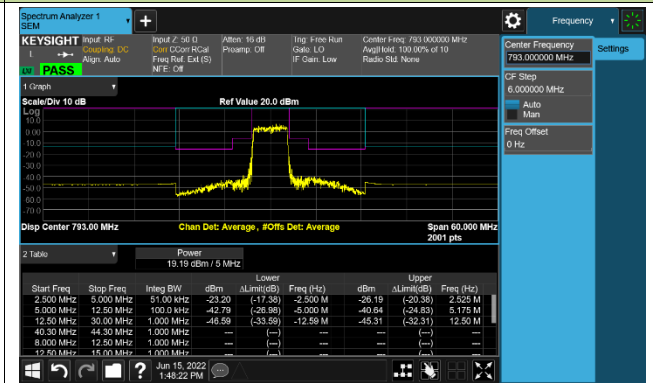 Spectrum Analyzer 1
SEM
Frequency
KEYSIGHT
Input: RF
Coupling: DC
Align: Auto
Input Z: 50 Ω
Corr CCorr RCal
Freq Ref: Ext (S)
NFE: Off
Atten: 16 dB
Preamp: Off
Trig: Free Run
Gate: LO
IF Gain: Low
Center Freq: 793.000000 MHz
Avg|Hold: 100.00% of 10
Radio Std: None
PASS
1 Graph
Scale/Div 10 dB
Ref Value 20.0 dBm
Log
10.0
0.00
-10.0
-20.0
-30.0
-40.0
-50.0
-60.0
-70.0
Disp Center 793.00 MHz
Chan Det: Average, #Offs Det: Average
Span 60.000 MHz
2001 pts
2 Table
Power
19.19 dBm / 5 MHz
Lower Upper
Start Freq Stop Freq Integ BW dBm ΔLimit(dB) Freq (Hz) dBm ΔLimit(dB) Freq (Hz)
2.500 MHz 5.000 MHz 51.00 kHz -23.20 (-17.38) -2.500 M -26.19 (-20.38) 2.525 M
5.000 MHz 12.50 MHz 100.0 kHz -42.79 (-26.98) -5.000 M -40.64 (-24.83) 5.175 M
12.50 MHz 30.00 MHz 1.000 MHz -46.59 (-33.59) -12.59 M -45.31 (-32.31) 12.50 M
40.30 MHz 44.30 MHz 1.000 MHz --- (---) --- --- (---) ---
8.000 MHz 12.50 MHz 1.000 MHz --- (---) --- --- (---) ---
12.50 MHz 15.00 MHz 1.000 MHz --- (---) --- --- (---) ---
Jun 15, 2022
1:48:22 PM
Center Frequency
793.000000 MHz
Settings
CF Step
6.000000 MHz
Auto
Man
Freq Offset
0 Hz